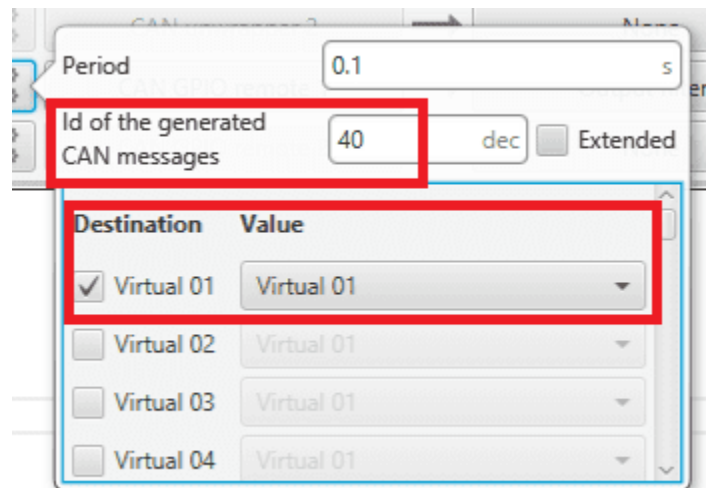 None
Period 0.1 s
Id of the generated
CAN messages
40 dec Extended
Destination Value
Virtual 01 Virtual 01
Virtual 02 Virtual 01
Virtual 03 Virtual 01
Virtual 04 Virtual 01